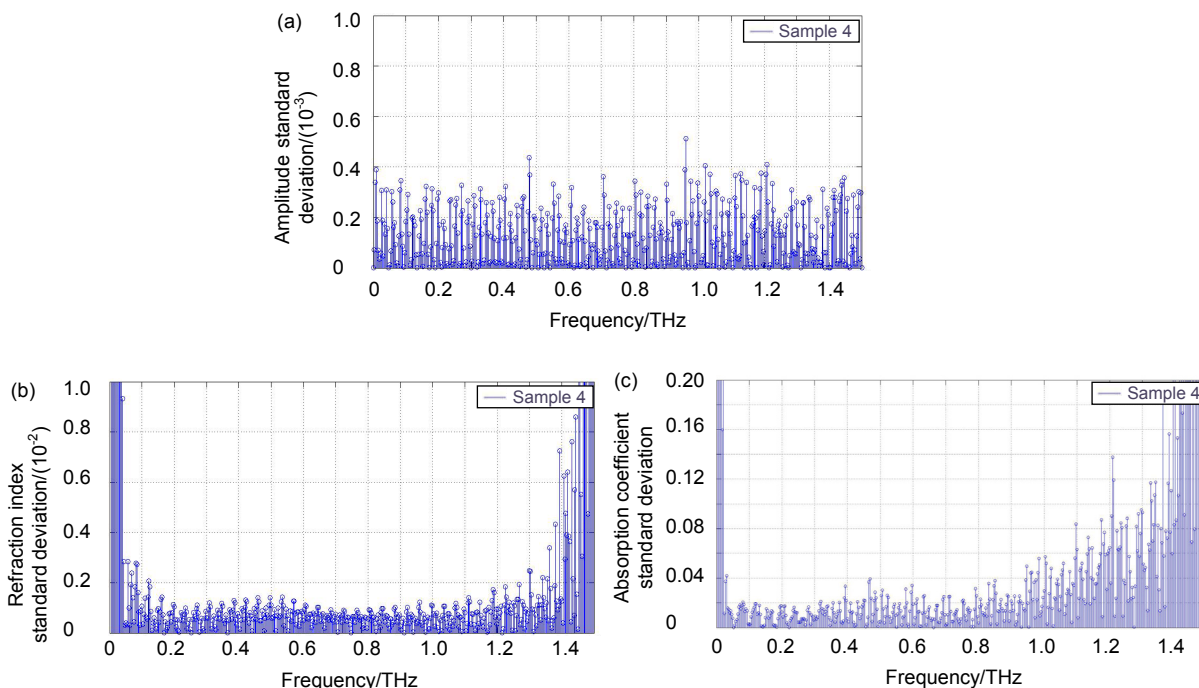 (a)
Sample 4
1.0
0.8
0.6
0.4
0.2
0
Amplitude standard
deviation/(10-3)
0 0.2 0.4 0.6 0.8 1.0 1.2 1.4
Frequency/THz
(b)
Sample 4
1.0
0.8
0.6
0.4
0.2
0
Refraction index
standard deviation/(10-2)
0 0.2 0.4 0.6 0.8 1.0 1.2 1.4
Frequency/THz
(c)
Sample 4
0.20
0.16
0.12
0.08
0.04
0
Absorption coefficient
standard deviation
0 0.2 0.4 0.6 0.8 1.0 1.2 1.4
Frequency/THz